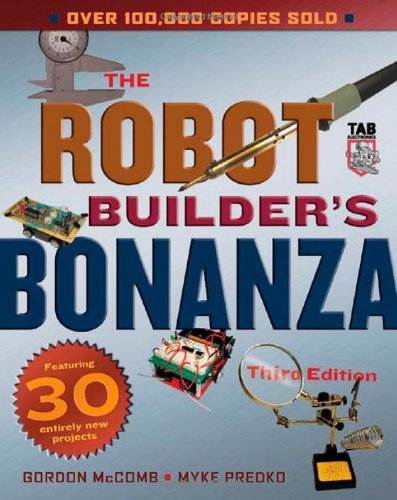 OVER 100,000 COPIES SOLD
THE
ROBOT
TAB
ELECTRONICS
BUILDER'S
BONANZA
Featuring
30
entirely new
projects
Third Edition
GORDON McCOMB ▪ MYKE PREDKO